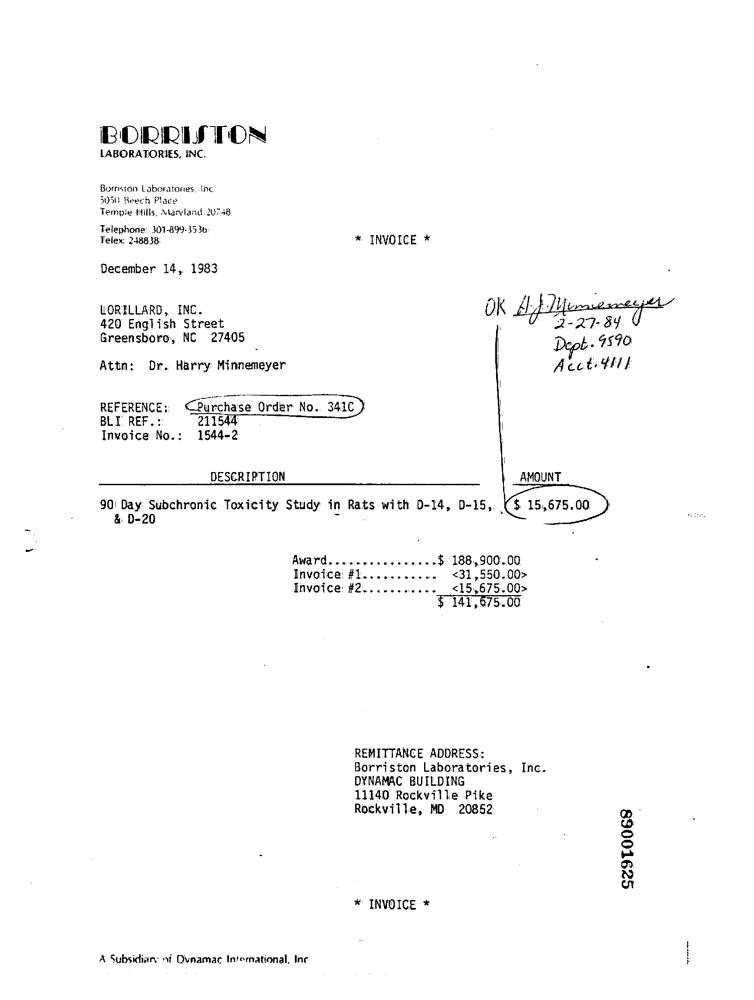 BORRISTON
LABORATORIES, INC.
Borriston Laboratories, Inc.
5050 Beech Place
Temple Hills, Maryland 20748
Telephone: 301-899-3536
Telex: 248838
* INVOICE *
December 14, 1983
LORILLARD, INC.
420 English Street
Greensboro, NC 27405
OK H.J. Minnemeyer
2-27-84
Dept. 9590
Acct. 4111
Attn: Dr. Harry Minnemeyer
REFERENCE: Purchase Order No. 341C
BLI REF.: 211544
Invoice No.: 1544-2
DESCRIPTION AMOUNT
90 Day Subchronic Toxicity Study in Rats with D-14, D-15, $ 15,675.00
& D-20
Award................$ 188,900.00
Invoice #1........... <31,550.00>
Invoice #2........... <15,675.00>
$ 141,675.00
REMITTANCE ADDRESS:
Borriston Laboratories, Inc.
DYNAMAC BUILDING
11140 Rockville Pike
Rockville, MD 20852
89001625
* INVOICE *
A Subsidiary of Dynamac International, Inc